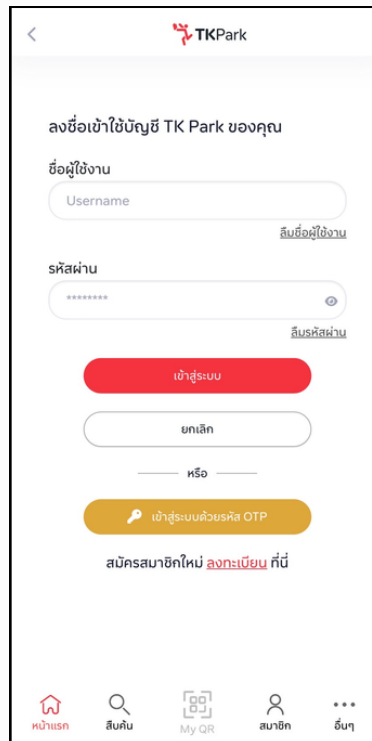 TKPark
ลงชื่อเข้าใช้บัญชี TK Park ของคุณ
ชื่อผู้ใช้งาน
Username
ลืมชื่อผู้ใช้งาน
รหัสผ่าน
********
ลืมรหัสผ่าน
เข้าสู่ระบบ
ยกเลิก
หรือ
เข้าสู่ระบบด้วยรหัส OTP
สมัครสมาชิกใหม่ ลงทะเบียน ที่นี่
หน้าแรก สืบค้น My QR สมาชิก อื่นๆ